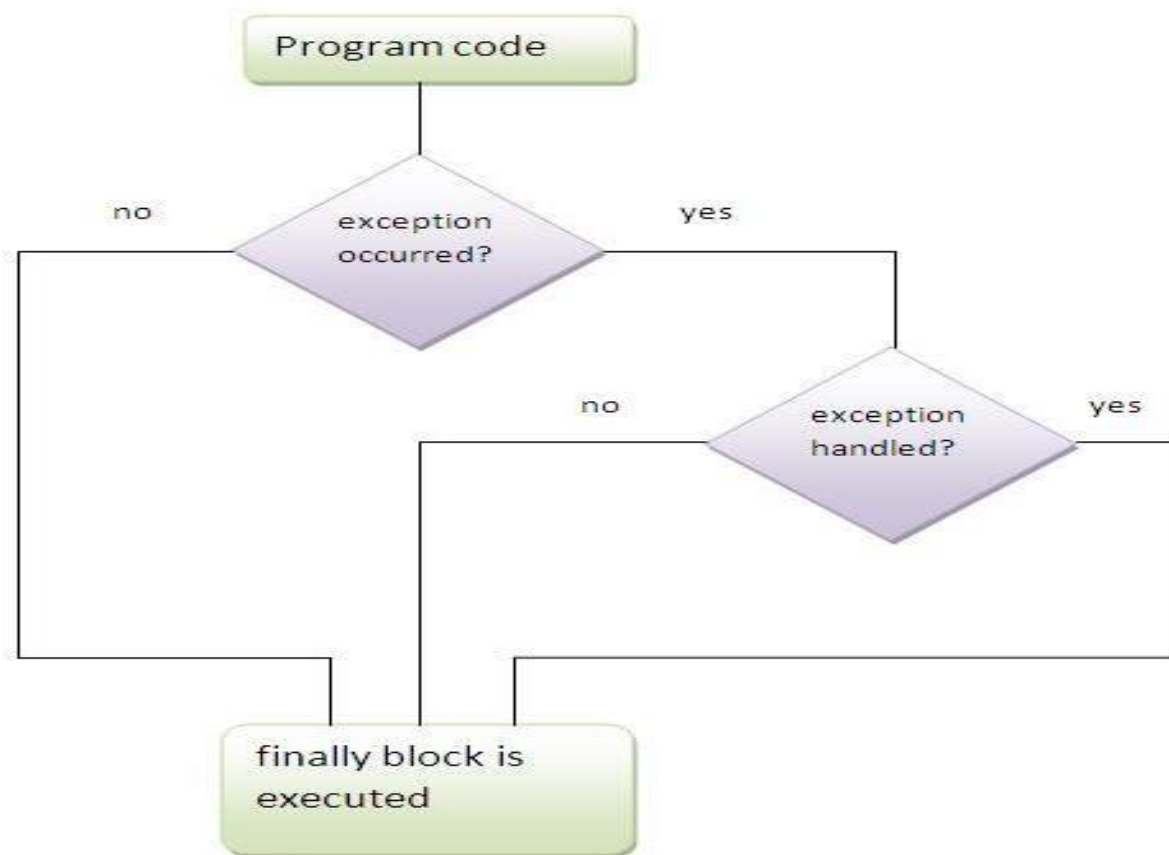 Program code
no
yes
exception
occurred?
no
yes
exception
handled?
finally block is
executed